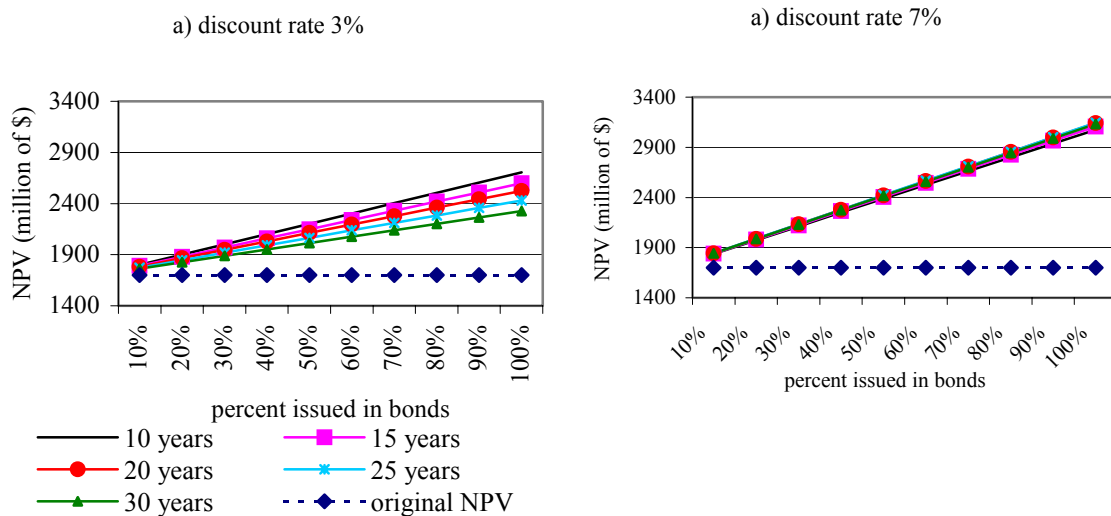 a) discount rate 3%
NPV (million of $)
3400
2900
2400
1900
1400
10%
20%
30%
40%
50%
60%
70%
80%
90%
100%
percent issued in bonds
a) discount rate 7%
NPV (million of $)
3400
2900
2400
1900
1400
10%
20%
30%
40%
50%
60%
70%
80%
90%
100%
percent issued in bonds
10 years
15 years
20 years
25 years
30 years
original NPV